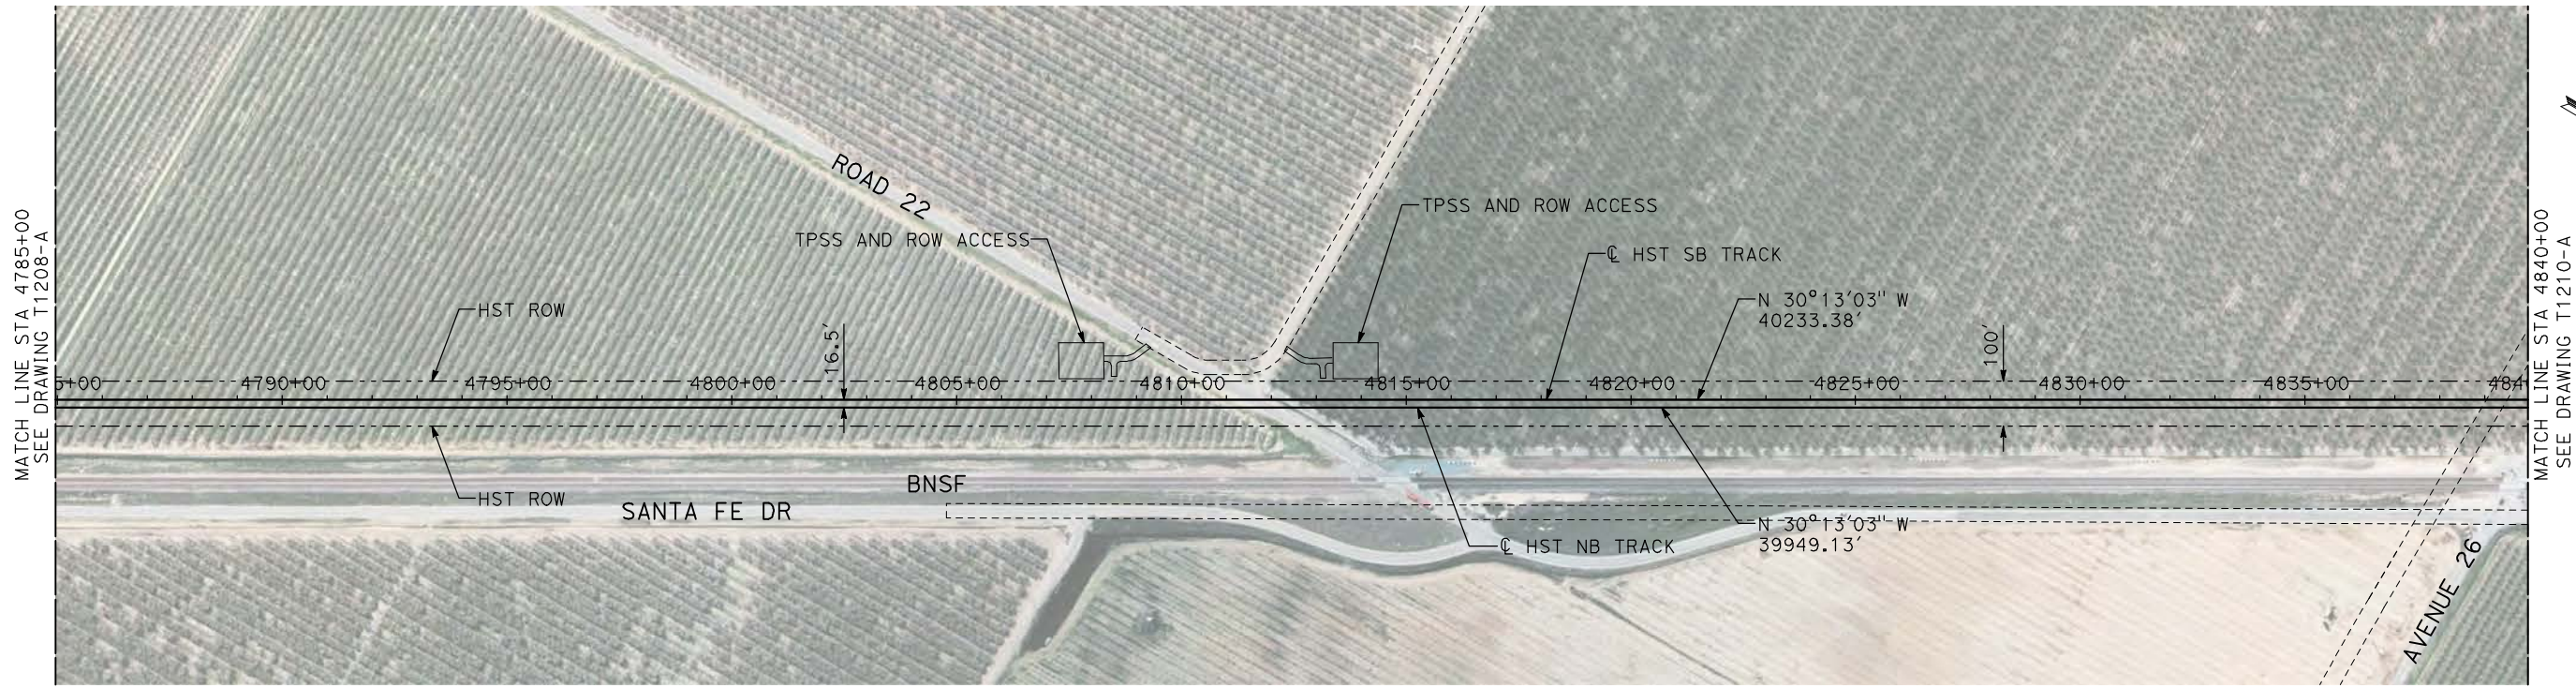 MATCH LINE STA 4785+00
SEE DRAWING T1208-A
ROAD 22
TPSS AND ROW ACCESS
TPSS AND ROW ACCESS
℄ HST SB TRACK
HST ROW
N 30°13'03" W
40233.38'
16.5'
100'
5+00
4790+00
4795+00
4800+00
4805+00
4810+00
4815+00
4820+00
4825+00
4830+00
4835+00
484
HST ROW
BNSF
SANTA FE DR
℄ HST NB TRACK
N 30°13'03" W
39949.13'
AVENUE 26
MATCH LINE STA 4840+00
SEE DRAWING T1210-A